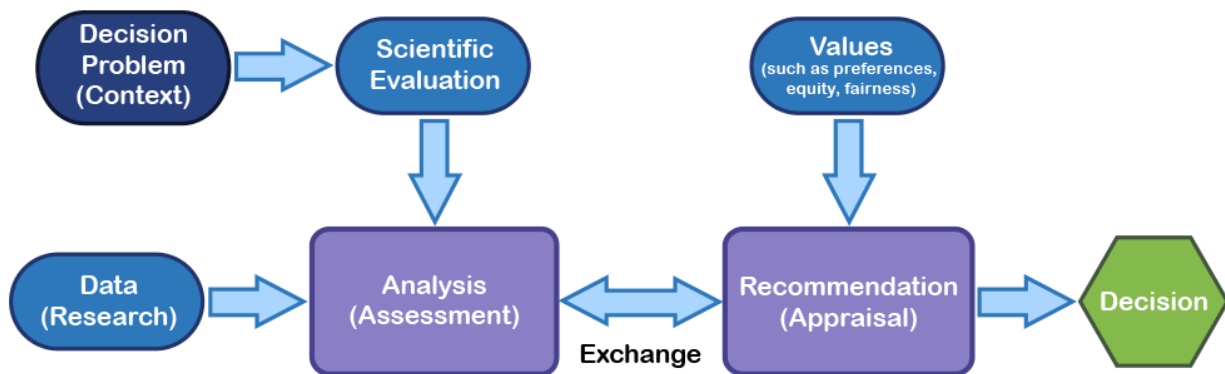 Decision
Problem
(Context)
Scientific
Evaluation
Values
(such as preferences,
equity, fairness)
Data
(Research)
Analysis
(Assessment)
Exchange
Recommendation
(Appraisal)
Decision